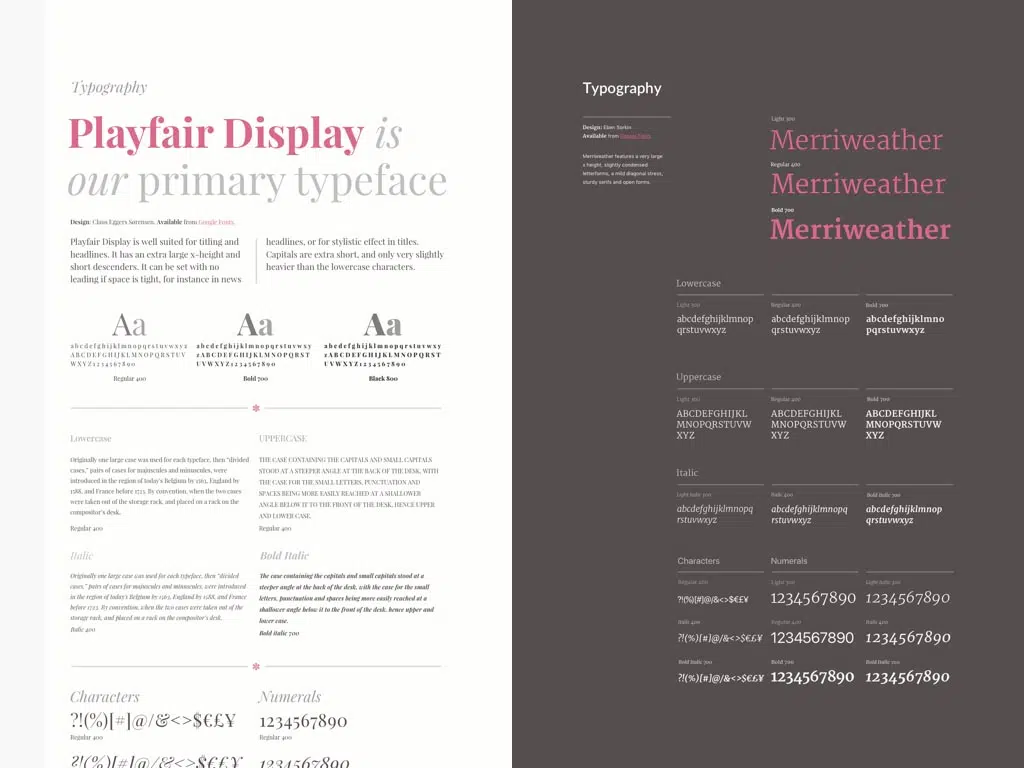 Typography
Playfair Display is
our primary typeface
Design: Claus Eggers Sørensen. Available from Google Fonts.
Playfair Display is well suited for titling and
headlines. It has an extra large x-height and
short descenders. It can be set with no
leading if space is tight, for instance in news
headlines, or for stylistic effect in titles.
Capitals are extra short, and only very slightly
heavier than the lowercase characters.
Aa
abcdefghijklmnopqrstuvwxyz
ABCDEFGHIJKLMNOPQRSTUV
WXYZ1234567890
Regular 400
Aa
abcdefghijklmnopqrstuvwxy
zABCDEFGHIJKLMNOPQRST
UVWXYZ1234567890
Bold 700
Aa
abcdefghijklmnopqrstuvwxy
zABCDEFGHIJKLMNOPQRST
UVWXYZ1234567890
Black 800
Lowercase
Originally one large case was used for each typeface, then "divided
cases," pairs of cases for majuscules and minuscules, were
introduced in the region of today's Belgium by 1563, England by
1588, and France before 1723. By convention, when the two cases
were taken out of the storage rack, and placed on a rack on the
compositor's desk,
Regular 400
UPPERCASE
THE CASE CONTAINING THE CAPITALS AND SMALL CAPITALS
STOOD AT A STEEPER ANGLE AT THE BACK OF THE DESK, WITH
THE CASE FOR THE SMALL LETTERS, PUNCTUATION AND
SPACES BEING MORE EASILY REACHED AT A SHALLOWER
ANGLE BELOW IT TO THE FRONT OF THE DESK, HENCE UPPER
AND LOWER CASE.
Regular 400
Italic
Originally one large case was used for each typeface, then "divided
cases," pairs of cases for majuscules and minuscules, were introduced
in the region of today's Belgium by 1563, England by 1588, and France
before 1723. By convention, when the two cases were taken out of the
storage rack, and placed on a rack on the compositor's desk,
Italic 400
Bold Italic
The case containing the capitals and small capitals stood at a
steeper angle at the back of the desk, with the case for the small
letters, punctuation and spaces being more easily reached at a
shallower angle below it to the front of the desk, hence upper and
lower case.
Bold Italic 700
Characters
?!(%)[#]@/&<>$€£¥
Regular 400
?!(%)[#]@/&<>$€£¥
Numerals
1234567890
Regular 400
1234567890
Typography
Design: Eben Sorkin
Available from Google Fonts
Merriweather features a very large
x height, slightly condensed
letterforms, a mild diagonal stress,
sturdy serifs and open forms.
Light 300
Merriweather
Regular 400
Merriweather
Bold 700
Merriweather
Lowercase
Light 300
abcdefghijklmnop
qrstuvwxyz
Regular 400
abcdefghijklmnop
qrstuvwxyz
Bold 700
abcdefghijklmno
pqrstuvwxyz
Uppercase
Light 300
ABCDEFGHIJKL
MNOPQRSTUVW
XYZ
Regular 400
ABCDEFGHIJKL
MNOPQRSTUVW
XYZ
Bold 700
ABCDEFGHIJKL
MNOPQRSTUVW
XYZ
Italic
Light Italic 300
abcdefghijklmnopq
rstuvwxyz
Italic 400
abcdefghijklmnopq
rstuvwxyz
Bold Italic 700
abcdefghijklmnop
qrstuvwxyz
Characters
Regular 400
?!(%)[#]@/&<>$€£¥
Italic 400
?!(%)[#]@/&<>$€£¥
Bold Italic 700
?!(%)[#]@/&<>$€£¥
Numerals
Light 300
1234567890
Light Italic 300
1234567890
Regular 400
1234567890
Italic 400
1234567890
Bold 700
1234567890
Bold Italic 700
1234567890